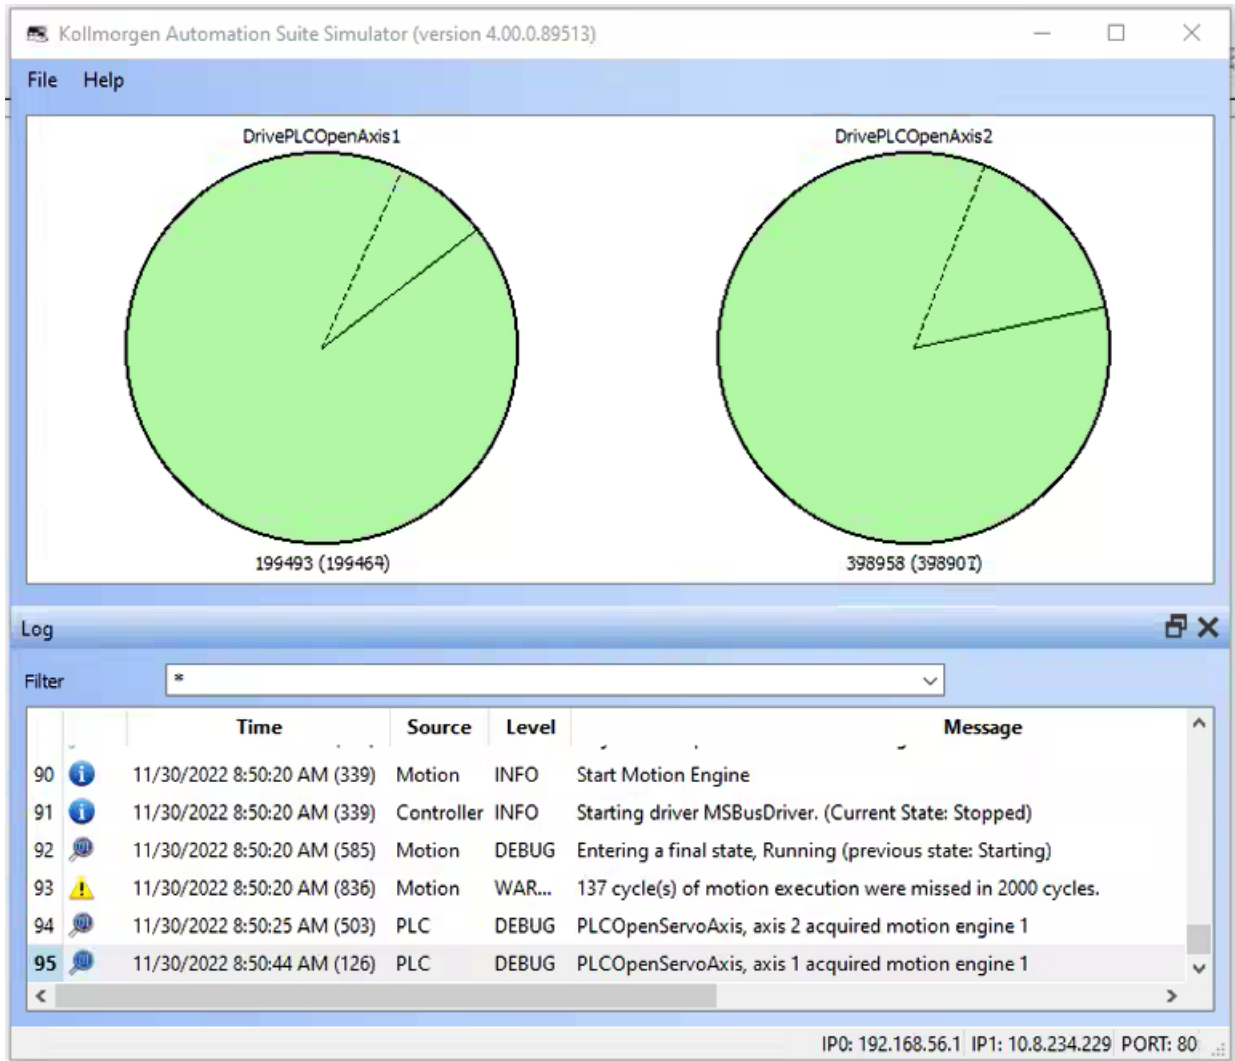 Kollmorgen Automation Suite Simulator (version 4.00.0.89513)
File Help
DrivePLCOpenAxis1 DrivePLCOpenAxis2
199493 (199464) 398958 (398907)
Log
Filter *
Time Source Level Message
90 11/30/2022 8:50:20 AM (339) Motion INFO Start Motion Engine
91 11/30/2022 8:50:20 AM (339) Controller INFO Starting driver MSBusDriver. (Current State: Stopped)
92 11/30/2022 8:50:20 AM (585) Motion DEBUG Entering a final state, Running (previous state: Starting)
93 11/30/2022 8:50:20 AM (836) Motion WAR... 137 cycle(s) of motion execution were missed in 2000 cycles.
94 11/30/2022 8:50:25 AM (503) PLC DEBUG PLCOpenServoAxis, axis 2 acquired motion engine 1
95 11/30/2022 8:50:44 AM (126) PLC DEBUG PLCOpenServoAxis, axis 1 acquired motion engine 1
IP0: 192.168.56.1 IP1: 10.8.234.229 PORT: 80